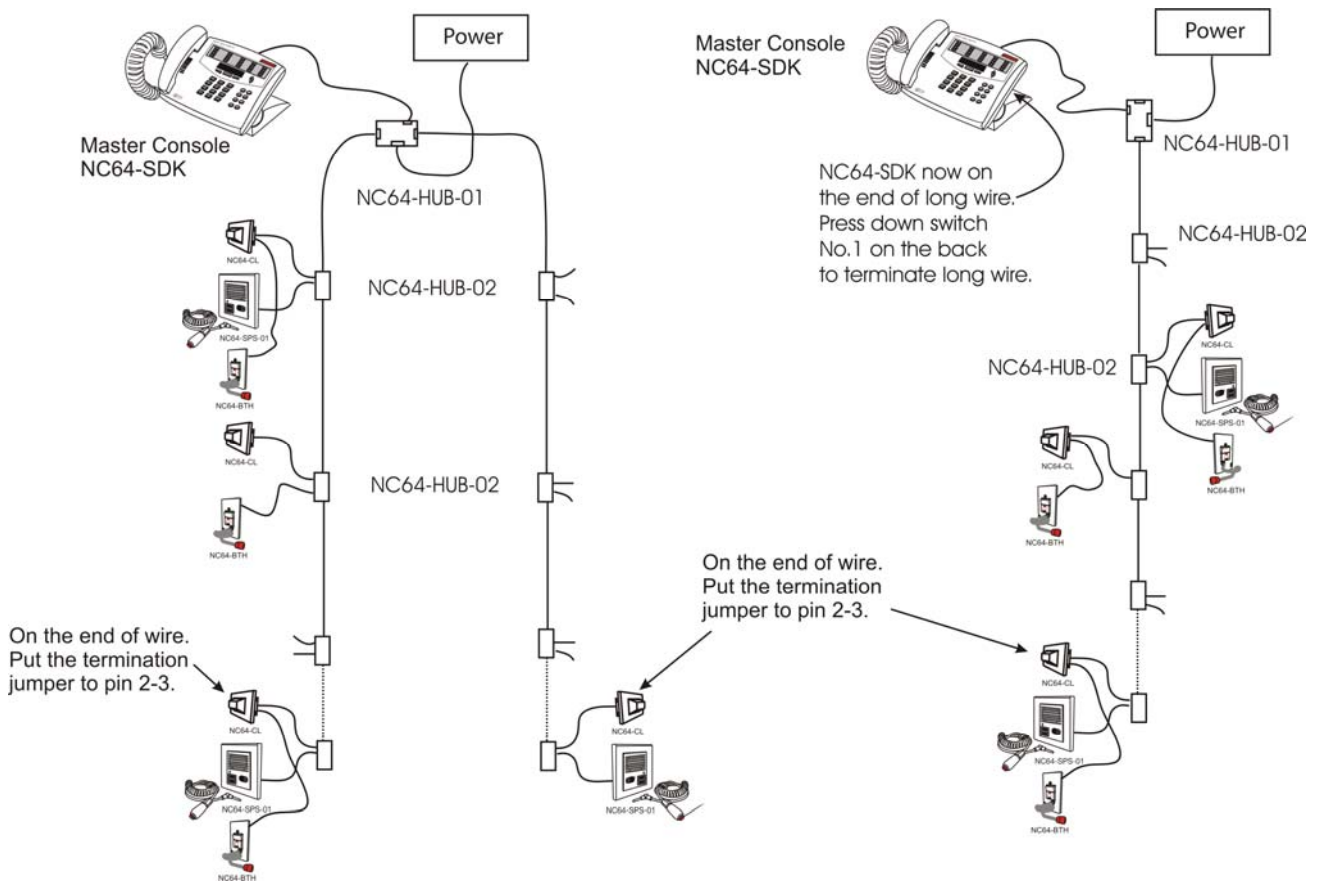 Power
Master Console
NC64-SDK
NC64-HUB-01
NC64-CL
NC64-HUB-02
NC64-SPS-01
NC64-BTH
NC64-CL
NC64-HUB-02
NC64-BTH
On the end of wire.
Put the termination
jumper to pin 2-3.
NC64-CL
NC64-SPS-01
NC64-BTH
NC64-CL
NC64-SPS-01
Master Console
NC64-SDK
Power
NC64-HUB-01
NC64-SDK now on
the end of long wire.
Press down switch
No.1 on the back
to terminate long wire.
NC64-HUB-02
NC64-HUB-02
NC64-CL
NC64-SPS-01
NC64-BTH
NC64-CL
NC64-BTH
On the end of wire.
Put the termination
jumper to pin 2-3.
NC64-CL
NC64-SPS-01
NC64-BTH